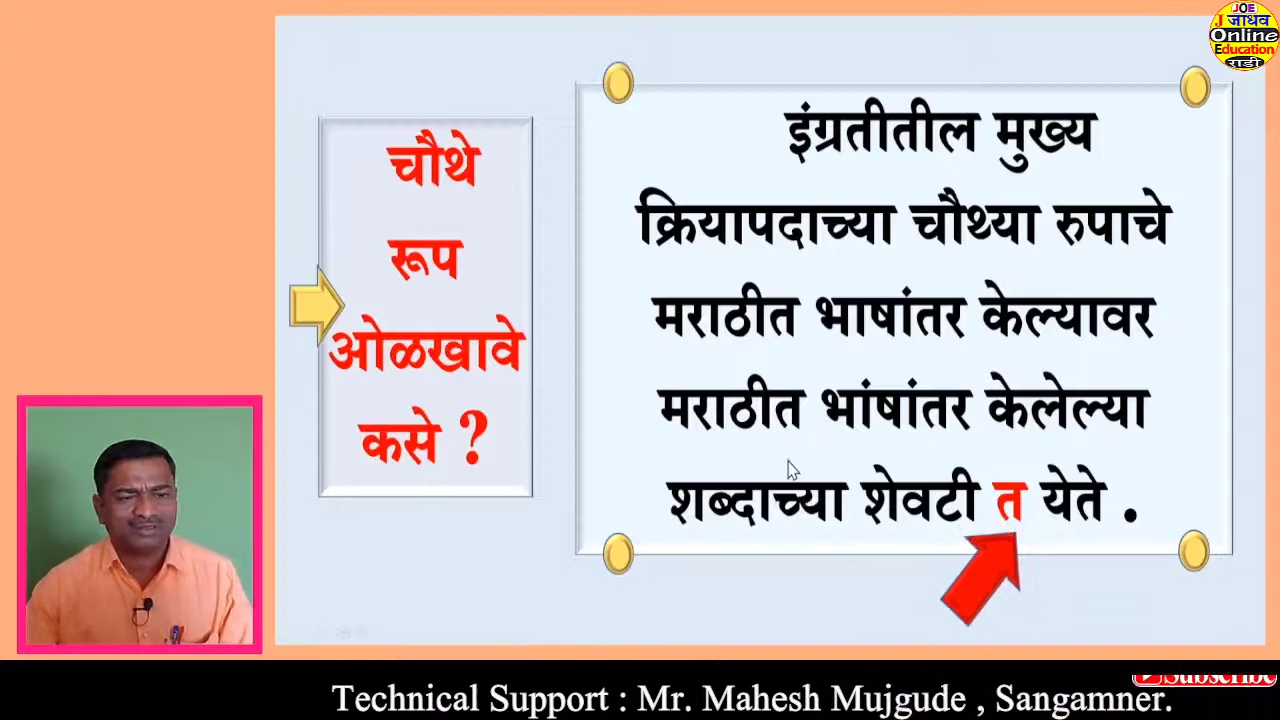 JOE
J जाधव
Online
Education
राडी
चौथे
रूप
ओळखावे
कसे ?
इंग्रतीतील मुख्य
क्रियापदाच्या चौथ्या रुपाचे
मराठीत भाषांतर केल्यावर
मराठीत भांषांतर केलेल्या
शब्दाच्या शेवटी त येते .
Subscribe
Technical Support : Mr. Mahesh Mujgude , Sangamner.